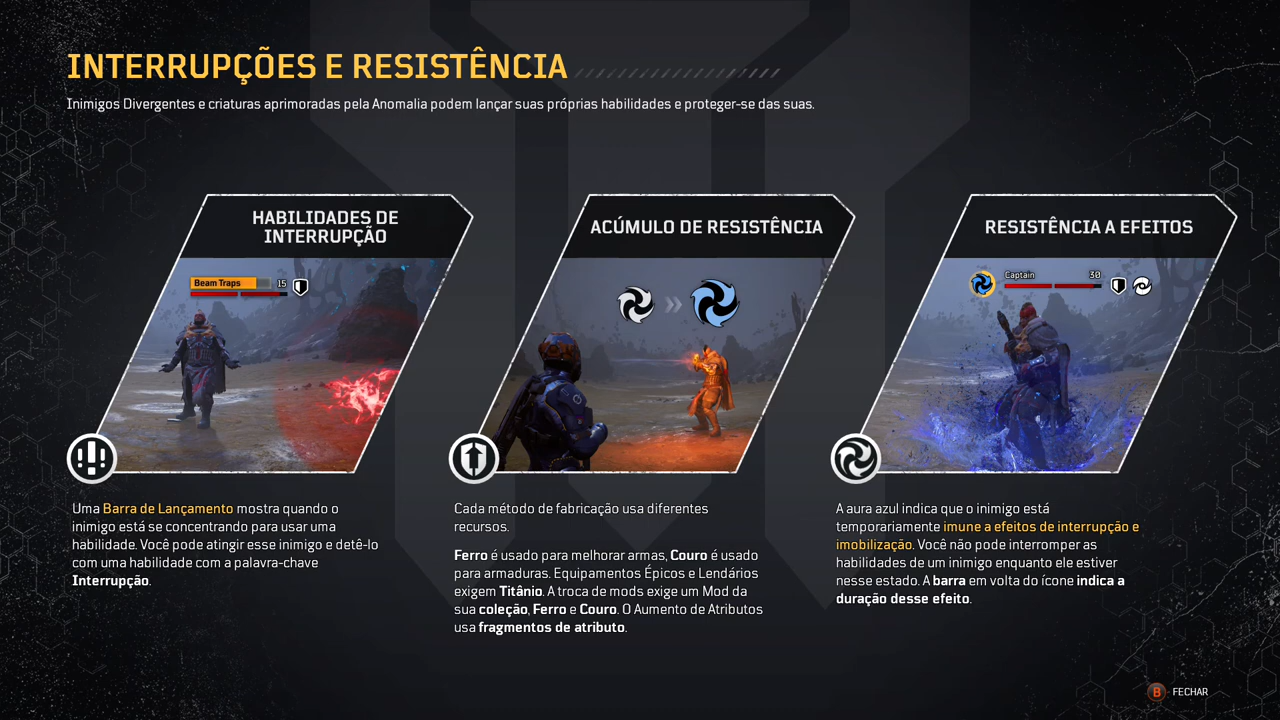 INTERRUPÇÕES E RESISTÊNCIA
Inimigos Divergentes e criaturas aprimoradas pela Anomalia podem lançar suas próprias habilidades e proteger-se das suas.
HABILIDADES DE
INTERRUPÇÃO
Beam Traps 15
Uma Barra de Lançamento mostra quando o
inimigo está se concentrando para usar uma
habilidade. Você pode atingir esse inimigo e detê-lo
com uma habilidade com a palavra-chave
Interrupção.
ACÚMULO DE RESISTÊNCIA
Cada método de fabricação usa diferentes
recursos.
Ferro é usado para melhorar armas, Couro é usado
para armaduras. Equipamentos Épicos e Lendários
exigem Titânio. A troca de mods exige um Mod da
sua coleção, Ferro e Couro. O Aumento de Atributos
usa fragmentos de atributo.
RESISTÊNCIA A EFEITOS
Captain 30
A aura azul indica que o inimigo está
temporariamente imune a efeitos de interrupção e
imobilização. Você não pode interromper as
habilidades de um inimigo enquanto ele estiver
nesse estado. A barra em volta do ícone indica a
duração desse efeito.
B FECHAR